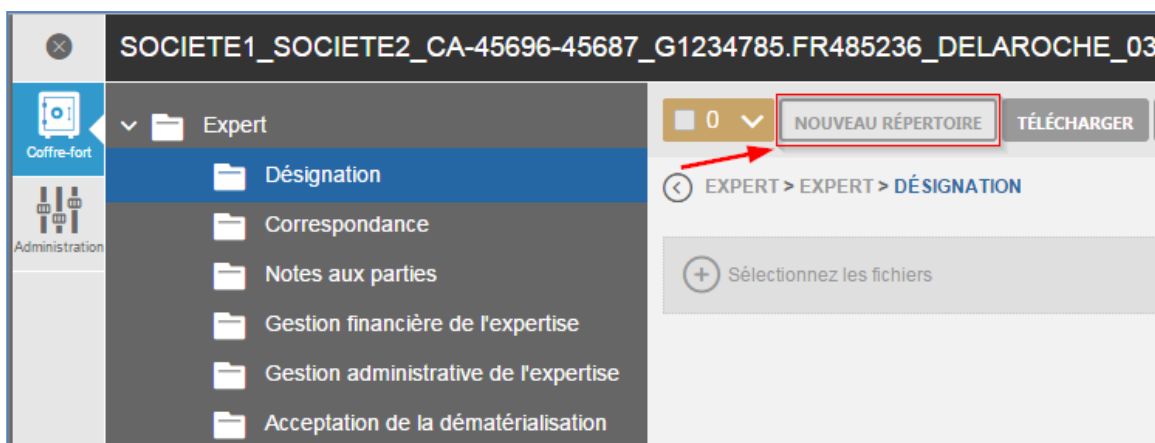 SOCIETE1_SOCIETE2_CA-45696-45687_G1234785.FR485236_DELAROCHE_03
Coffre-fort
Administration
Expert
Désignation
Correspondance
Notes aux parties
Gestion financière de l'expertise
Gestion administrative de l'expertise
Acceptation de la dématérialisation
0 NOUVEAU RÉPERTOIRE TÉLÉCHARGER
EXPERT > EXPERT > DÉSIGNATION
Sélectionnez les fichiers